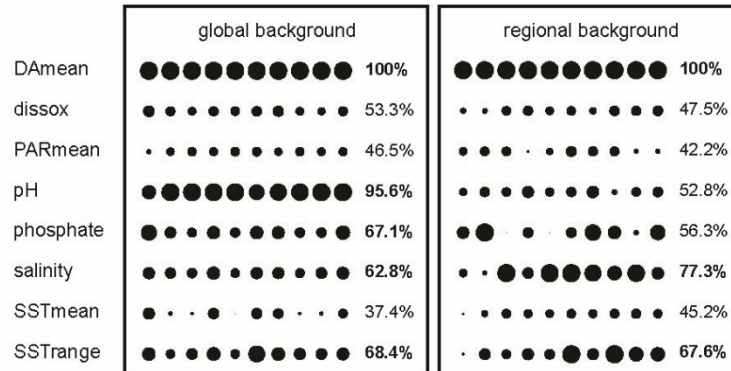 global background regional background
DAmean 100% 100%
dissox 53.3% 47.5%
PARmean 46.5% 42.2%
pH 95.6% 52.8%
phosphate 67.1% 56.3%
salinity 62.8% 77.3%
SSTmean 37.4% 45.2%
SSTrange 68.4% 67.6%